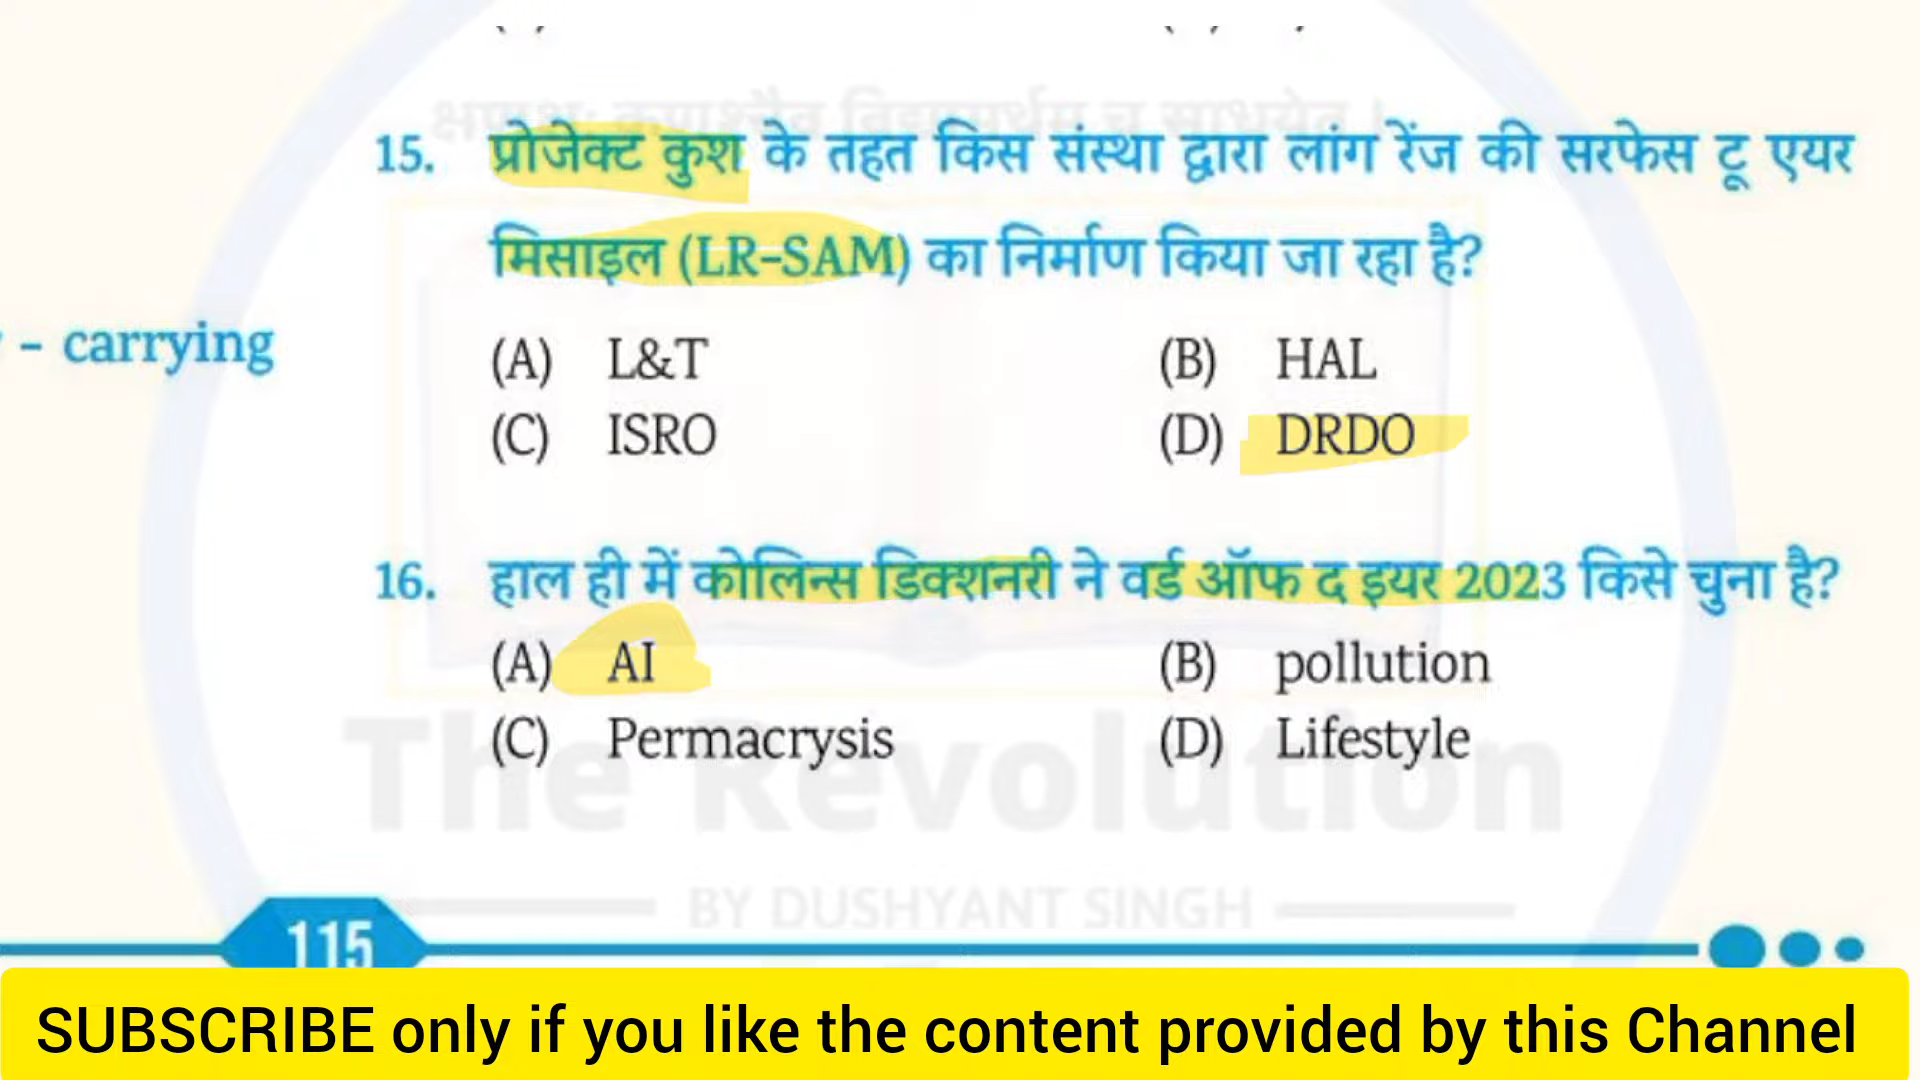 15. प्रोजेक्ट कुश के तहत किस संस्था द्वारा लांग रेंज की सरफेस टू एयर
मिसाइल (LR-SAM) का निर्माण किया जा रहा है?
- carrying
(A) L&T (B) HAL
(C) ISRO (D) DRDO
16. हाल ही में कोलिन्स डिक्शनरी ने वर्ड ऑफ द इयर 2023 किसे चुना है?
(A) AI (B) pollution
(C) Permacrysis (D) Lifestyle
The Revolution
BY DUSHYANT SINGH
115
SUBSCRIBE only if you like the content provided by this Channel